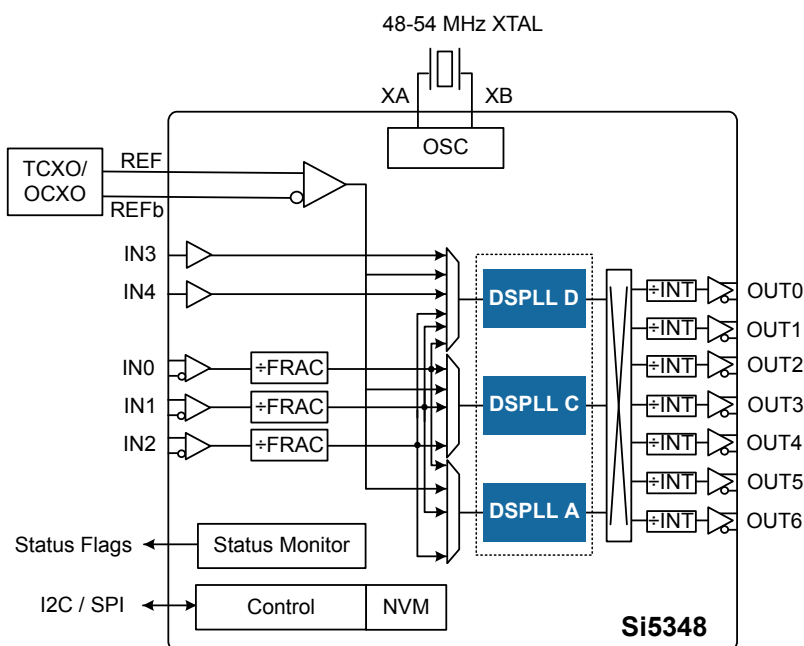 48-54 MHz XTAL
XA
XB
OSC
TCXO/
OCXO
REF
REFb
IN3
IN4
IN0
÷FRAC
IN1
÷FRAC
IN2
÷FRAC
DSPLL D
DSPLL C
DSPLL A
÷INT
OUT0
÷INT
OUT1
÷INT
OUT2
÷INT
OUT3
÷INT
OUT4
÷INT
OUT5
÷INT
OUT6
Status Flags
Status Monitor
I2C / SPI
Control
NVM
Si5348